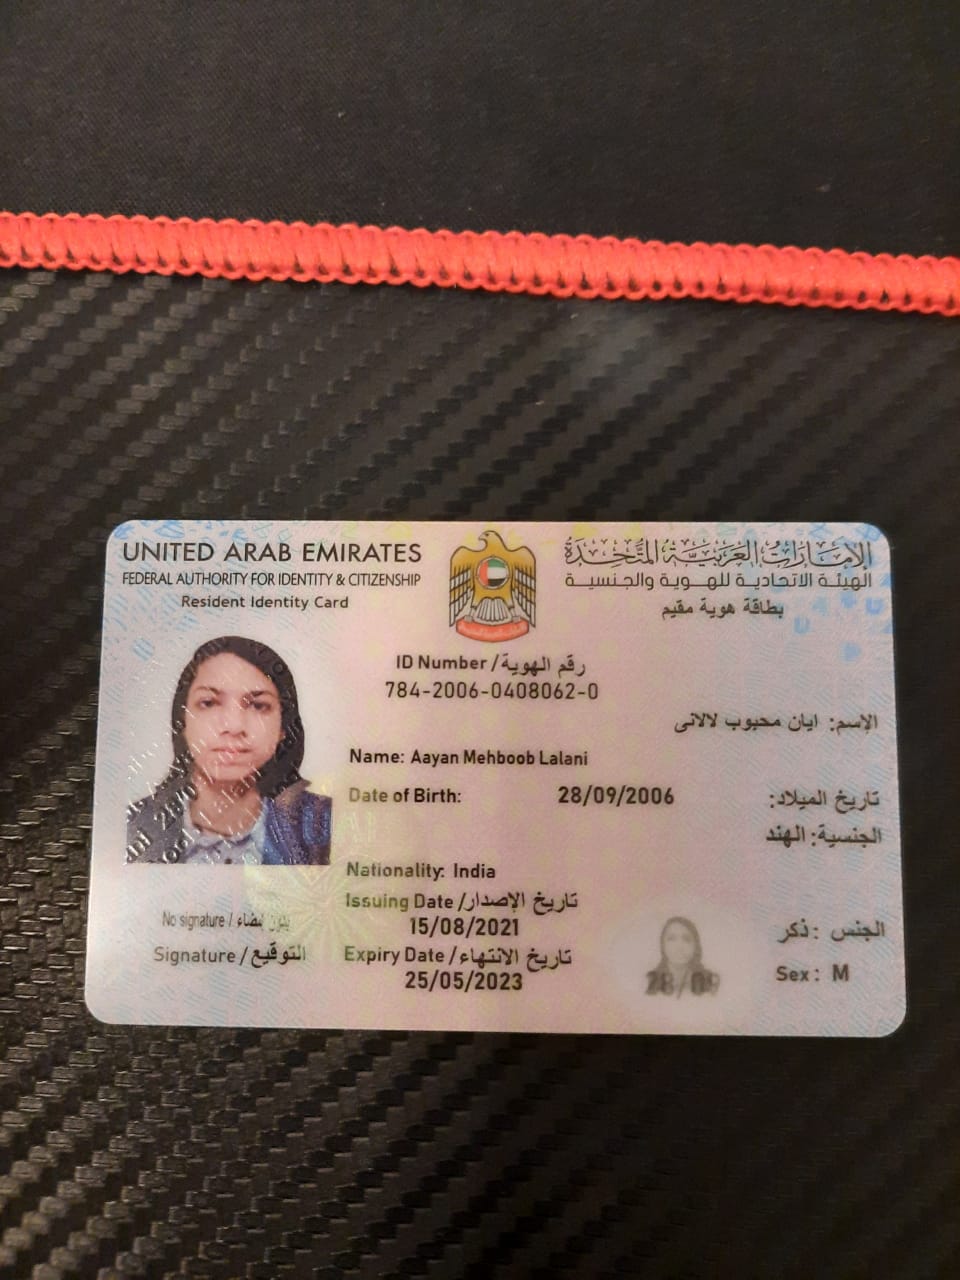 UNITED ARAB EMIRATES
الإمارات العربية المتحدة
FEDERAL AUTHORITY FOR IDENTITY & CITIZENSHIP
الهيئة الاتحادية للهوية والجنسية
Resident Identity Card
بطاقة هوية مقيم
ID Number / رقم الهوية
784-2006-0408062-0
الإسم: ايان محبوب لالانى
Name: Aayan Mehboob Lalani
Date of Birth: 28/09/2006 تاريخ الميلاد:
الجنسية: الهند
Nationality: India
Issuing Date / تاريخ الإصدار
15/08/2021
No signature / بدون إمضاء
Signature / التوقيع
Expiry Date / تاريخ الانتهاء
25/05/2023
الجنس : ذكر
Sex : M
28/09